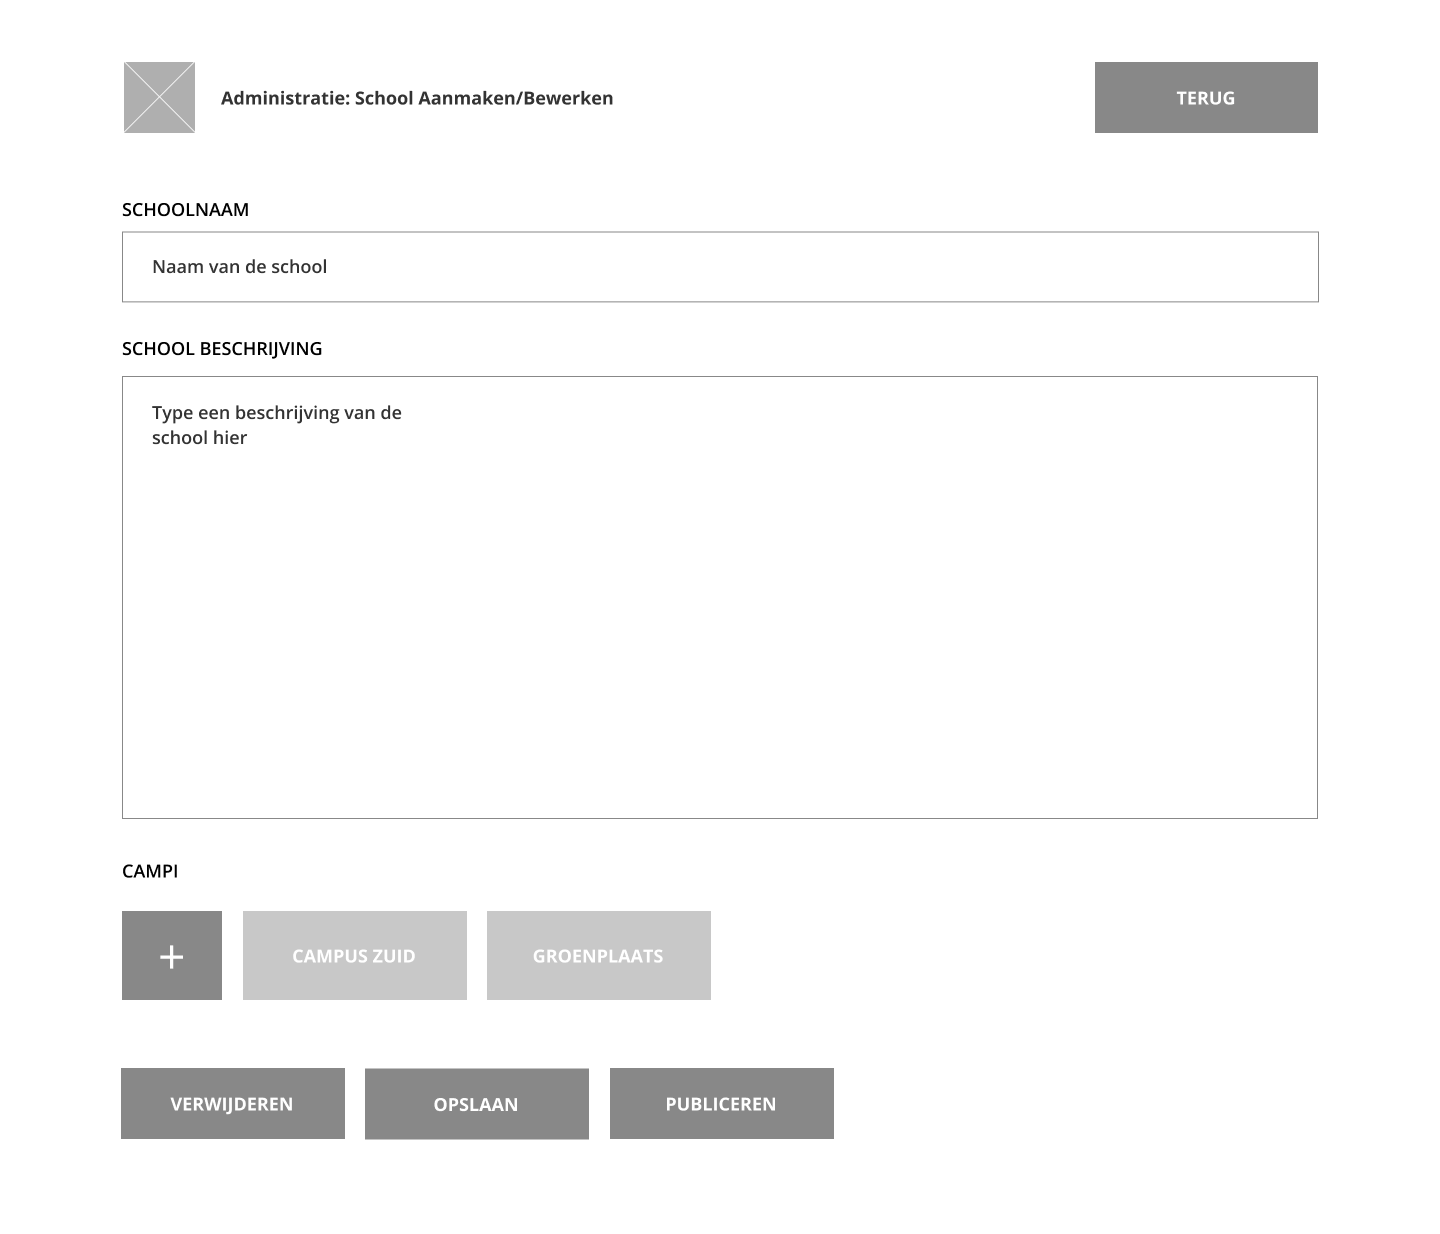 Administratie: School Aanmaken/Bewerken
TERUG
SCHOOLNAAM
Naam van de school
SCHOOL BESCHRIJVING
Type een beschrijving van de
school hier
CAMPI
+
CAMPUS ZUID
GROENPLAATS
VERWIJDEREN
OPSLAAN
PUBLICEREN